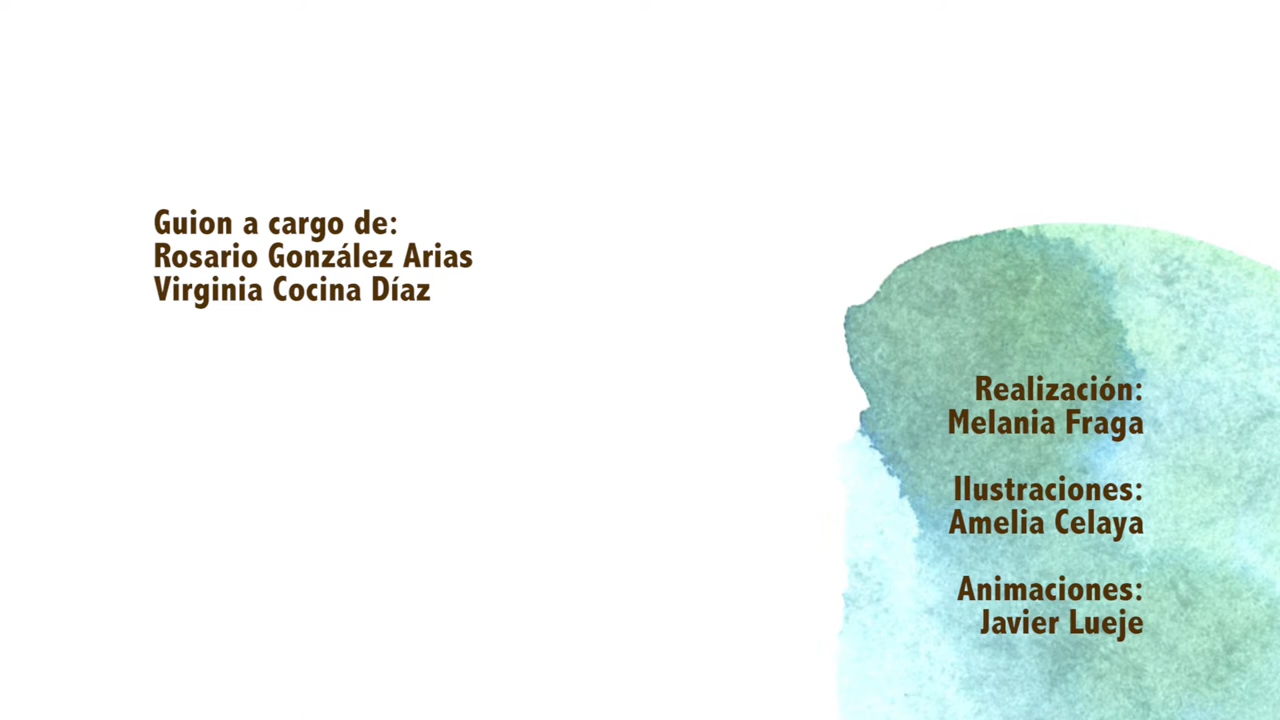 Guion a cargo de:
Rosario González Arias
Virginia Cocina Díaz
Realización:
Melania Fraga
Ilustraciones:
Amelia Celaya
Animaciones:
Javier Lueje